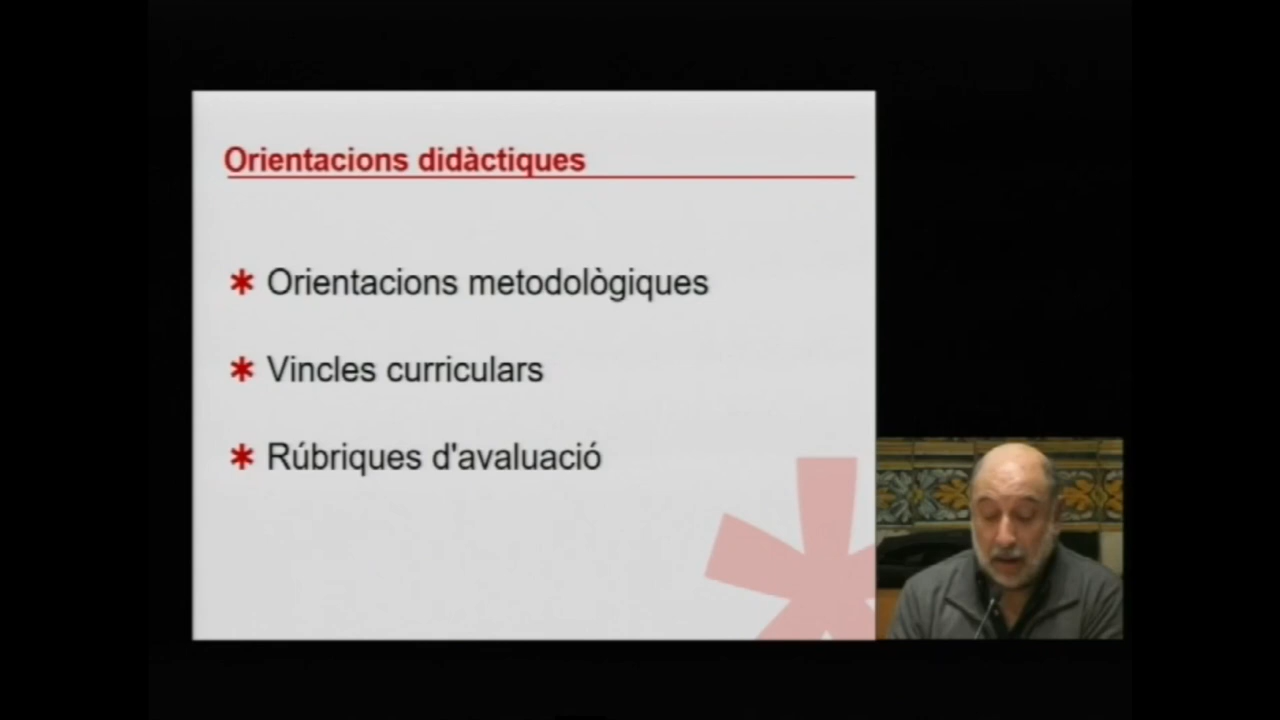 Orientacions didàctiques
Orientacions metodològiques
Vincles curriculars
Rúbriques d'avaluació